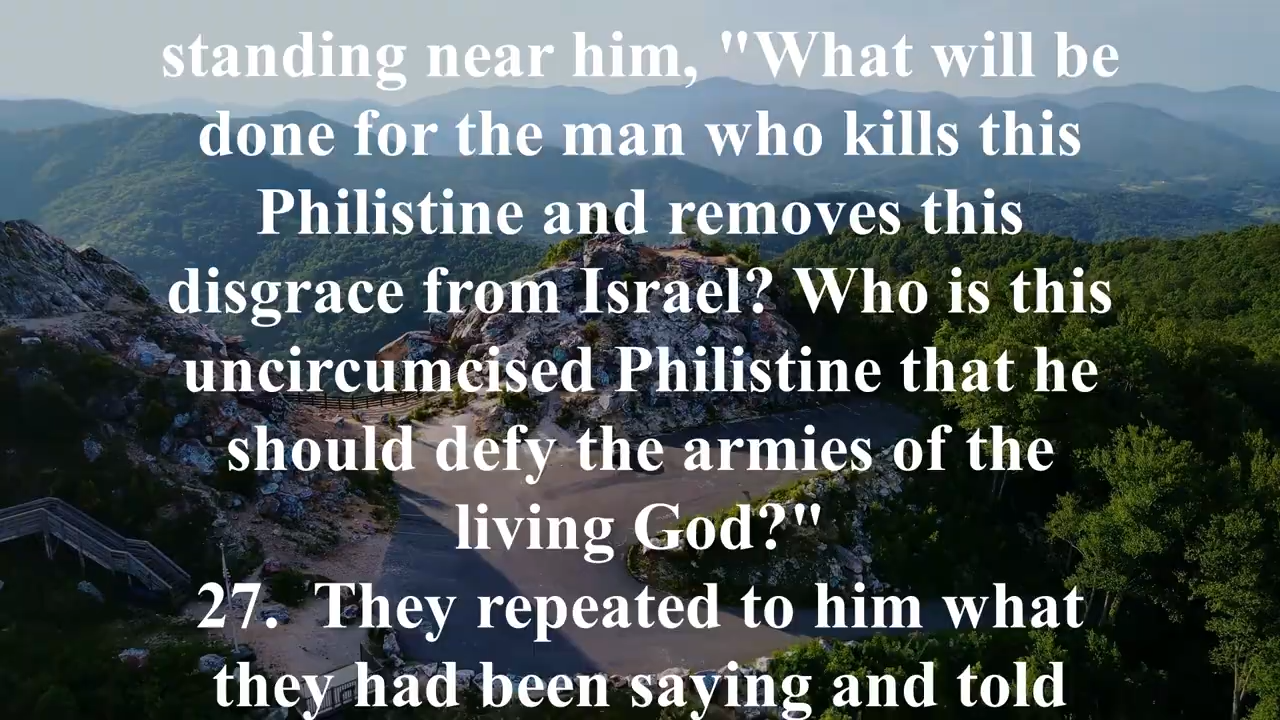 standing near him, "What will be
done for the man who kills this
Philistine and removes this
disgrace from Israel? Who is this
uncircumcised Philistine that he
should defy the armies of the
living God?"
27.  They repeated to him what
they had been saying and told